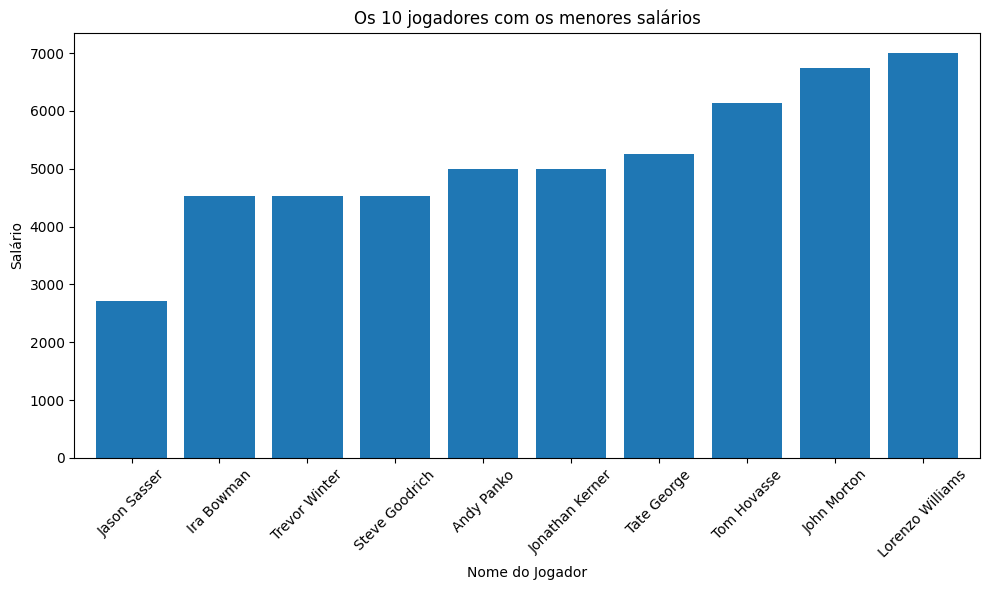 Os 10 jogadores com os menores salários
Salário
7000
6000
5000
4000
3000
2000
1000
0
Jason Sasser
Ira Bowman
Trevor Winter
Steve Goodrich
Andy Panko
Jonathan Kerner
Tate George
Tom Hovasse
John Morton
Lorenzo Williams
Nome do Jogador